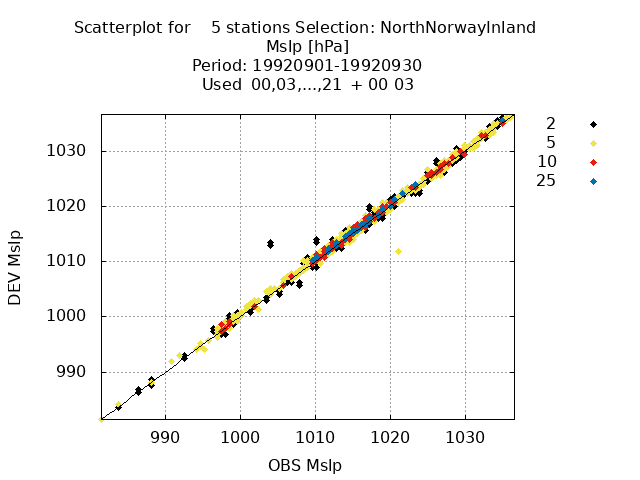 Scatterplot for    5 stations Selection: NorthNorwayInland
Mslp [hPa]
Period: 19920901-19920930
Used  00,03,...,21  + 00 03
2
5
10
25
DEV Mslp
1030
1020
1010
1000
990
990 1000 1010 1020 1030
OBS Mslp